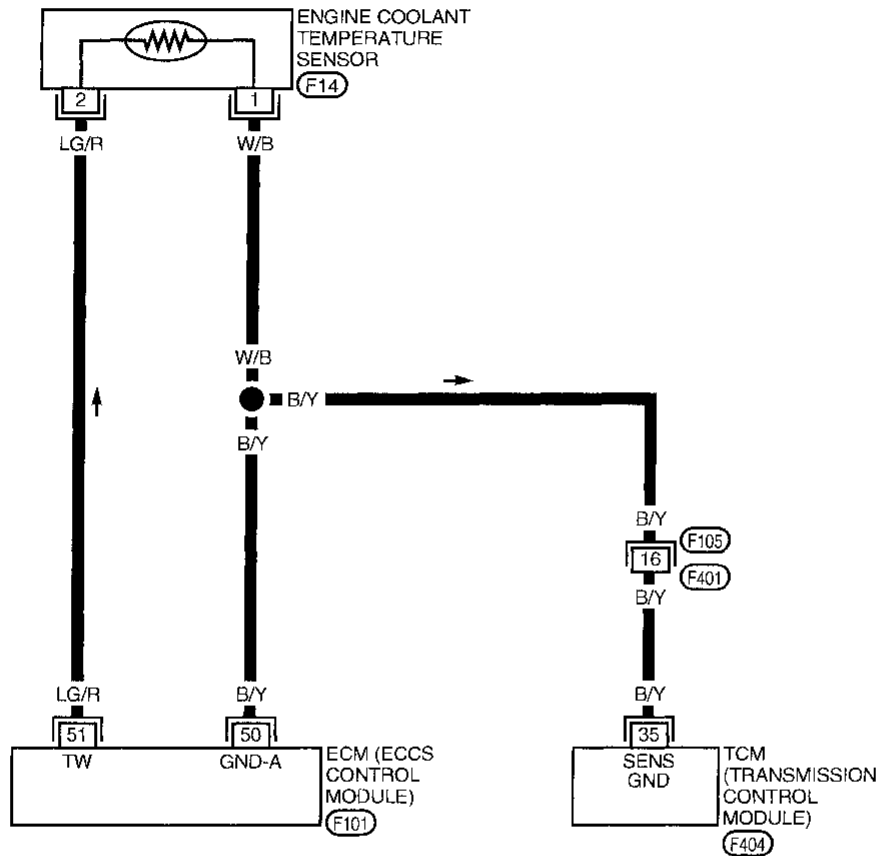 ENGINE COOLANT
TEMPERATURE
SENSOR
F14
2
1
LG/R
W/B
W/B
B/Y
B/Y
B/Y
16
F105
F401
B/Y
LG/R
B/Y
B/Y
51
50
35
TW
GND-A
ECM (ECCS
CONTROL
MODULE)
F101
SENS
GND
TCM
(TRANSMISSION
CONTROL
MODULE)
F404